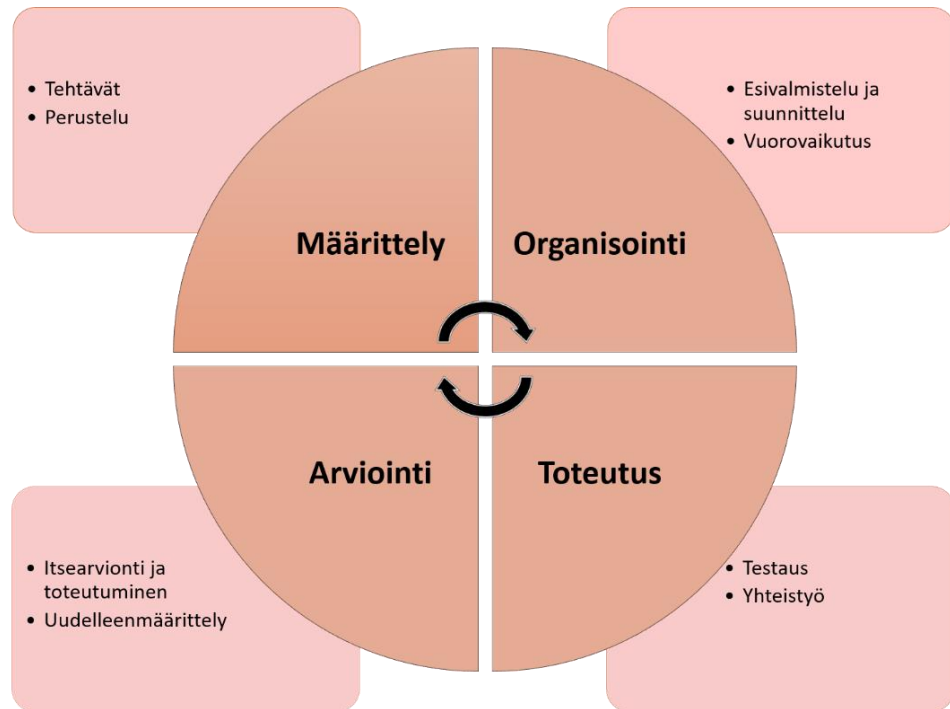 • Tehtävät
• Perustelu
• Esivalmistelu ja
suunnittelu
• Vuorovaikutus
Määrittely
Organisointi
Arviointi
Toteutus
• Itsearvionti ja
toteutuminen
• Uudelleenmäärittely
• Testaus
• Yhteistyö